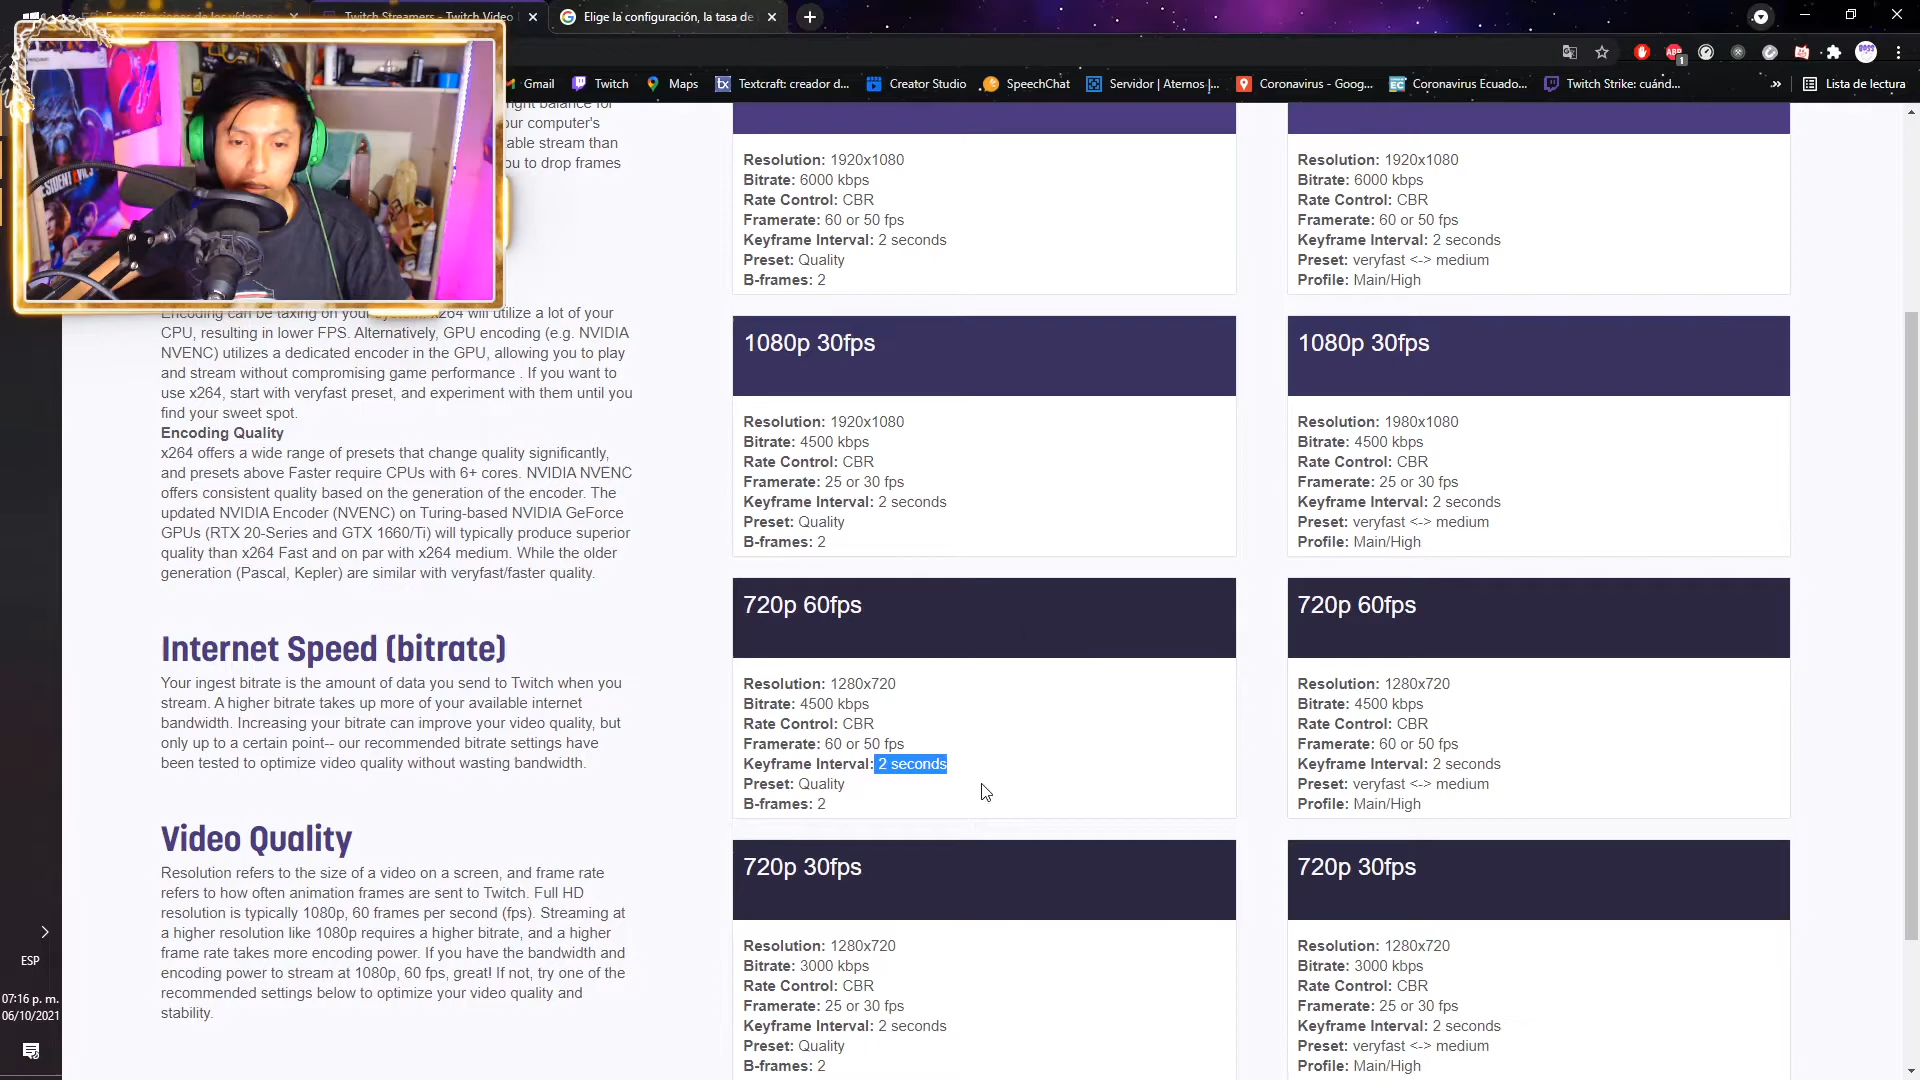 Twitch Streamers - Twitch Video
Elige la configuración, la tasa de
1
Gmail
Twitch
Maps
Textcraft: creador d...
Creator Studio
SpeechChat
Servidor | Aternos |...
Coronavirus - Goog...
Coronavirus Ecuado...
Twitch Strike: cuánd...
»
Lista de lectura
computer's
stream than
to drop frames
Encoding can be taxing on your system. x264 will utilize a lot of your
CPU, resulting in lower FPS. Alternatively, GPU encoding (e.g. NVIDIA
NVENC) utilizes a dedicated encoder in the GPU, allowing you to play
and stream without compromising game performance . If you want to
use x264, start with veryfast preset, and experiment with them until you
find your sweet spot.
Encoding Quality
x264 offers a wide range of presets that change quality significantly,
and presets above Faster require CPUs with 6+ cores. NVIDIA NVENC
offers consistent quality based on the generation of the encoder. The
updated NVIDIA Encoder (NVENC) on Turing-based NVIDIA GeForce
GPUs (RTX 20-Series and GTX 1660/Ti) will typically produce superior
quality than x264 Fast and on par with x264 medium. While the older
generation (Pascal, Kepler) are similar with veryfast/faster quality.
Internet Speed (bitrate)
Your ingest bitrate is the amount of data you send to Twitch when you
stream. A higher bitrate takes up more of your available internet
bandwidth. Increasing your bitrate can improve your video quality, but
only up to a certain point-- our recommended bitrate settings have
been tested to optimize video quality without wasting bandwidth.
Video Quality
Resolution refers to the size of a video on a screen, and frame rate
refers to how often animation frames are sent to Twitch. Full HD
resolution is typically 1080p, 60 frames per second (fps). Streaming at
a higher resolution like 1080p requires a higher bitrate, and a higher
frame rate takes more encoding power. If you have the bandwidth and
encoding power to stream at 1080p, 60 fps, great! If not, try one of the
recommended settings below to optimize your video quality and
stability.
Resolution: 1920x1080
Bitrate: 6000 kbps
Rate Control: CBR
Framerate: 60 or 50 fps
Keyframe Interval: 2 seconds
Preset: Quality
B-frames: 2
1080p 30fps
Resolution: 1920x1080
Bitrate: 4500 kbps
Rate Control: CBR
Framerate: 25 or 30 fps
Keyframe Interval: 2 seconds
Preset: Quality
B-frames: 2
720p 60fps
Resolution: 1280x720
Bitrate: 4500 kbps
Rate Control: CBR
Framerate: 60 or 50 fps
Keyframe Interval: 2 seconds
Preset: Quality
B-frames: 2
720p 30fps
Resolution: 1280x720
Bitrate: 3000 kbps
Rate Control: CBR
Framerate: 25 or 30 fps
Keyframe Interval: 2 seconds
Preset: Quality
B-frames: 2
Resolution: 1920x1080
Bitrate: 6000 kbps
Rate Control: CBR
Framerate: 60 or 50 fps
Keyframe Interval: 2 seconds
Preset: veryfast <-> medium
Profile: Main/High
1080p 30fps
Resolution: 1980x1080
Bitrate: 4500 kbps
Rate Control: CBR
Framerate: 25 or 30 fps
Keyframe Interval: 2 seconds
Preset: veryfast <-> medium
Profile: Main/High
720p 60fps
Resolution: 1280x720
Bitrate: 4500 kbps
Rate Control: CBR
Framerate: 60 or 50 fps
Keyframe Interval: 2 seconds
Preset: veryfast <-> medium
Profile: Main/High
720p 30fps
Resolution: 1280x720
Bitrate: 3000 kbps
Rate Control: CBR
Framerate: 25 or 30 fps
Keyframe Interval: 2 seconds
Preset: veryfast <-> medium
Profile: Main/High
ESP
07:16 p. m.
06/10/2021